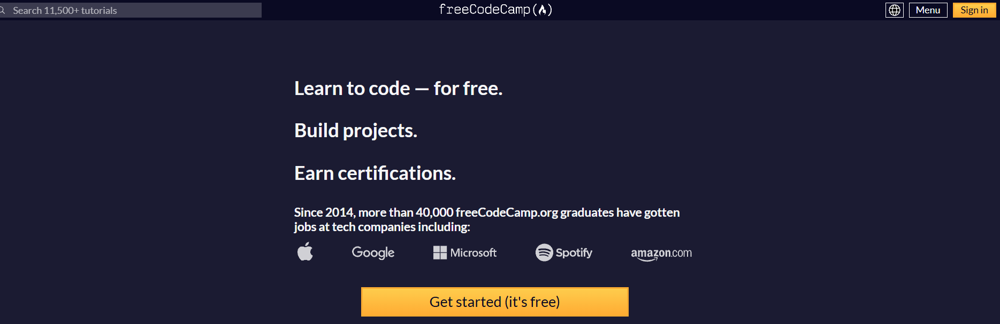 Search 11,500+ tutorials
freeCodeCamp(🔥)
Menu
Sign in
Learn to code — for free.
Build projects.
Earn certifications.
Since 2014, more than 40,000 freeCodeCamp.org graduates have gotten
jobs at tech companies including:
Google
Microsoft
Spotify
amazon.com
Get started (it's free)